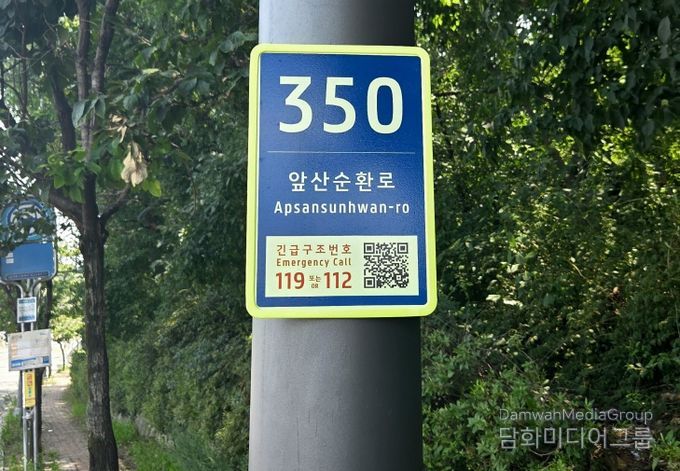 350
앞산순환로
Apsansunhwan-ro
긴급구조번호
Emergency Call
119 또는 OR 112
DamwanMediaGroup
담화미디어그룹